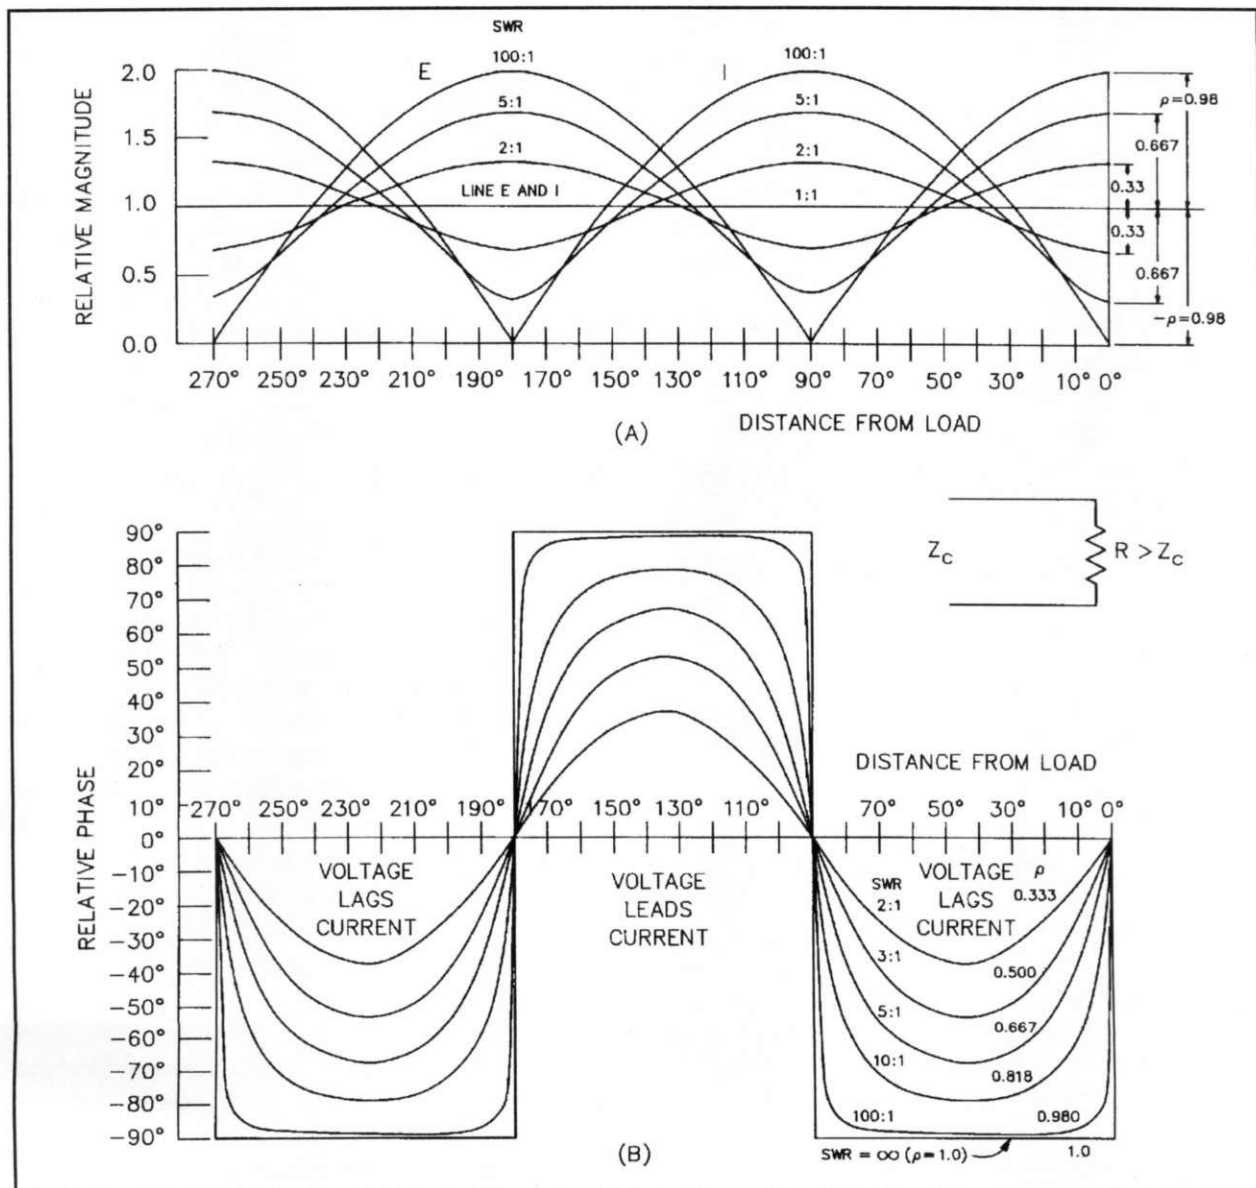 SWR
100:1
100:1
E
I
2.0
5:1
5:1
ρ=0.98
1.5
2:1
2:1
0.667
0.33
LINE E AND I
1:1
1.0
0.33
0.5
0.667
−ρ=0.98
0.0
RELATIVE MAGNITUDE
270° 250° 230° 210° 190° 170° 150° 130° 110° 90° 70° 50° 30° 10° 0°
DISTANCE FROM LOAD
(A)
90°
80°
70°
60°
50°
40°
30°
20°
10°
0°
−10°
−20°
−30°
−40°
−50°
−60°
−70°
−80°
−90°
RELATIVE PHASE
Zc R > Zc
DISTANCE FROM LOAD
270° 250° 230° 210° 190° 170° 150° 130° 110° 70° 50° 30° 10° 0°
VOLTAGE
LAGS
CURRENT
VOLTAGE
LEADS
CURRENT
VOLTAGE
LAGS
CURRENT
SWR
2:1
3:1
5:1
10:1
100:1
ρ
0.333
0.500
0.667
0.818
0.980
SWR = ∞ (ρ=1.0)
1.0
(B)